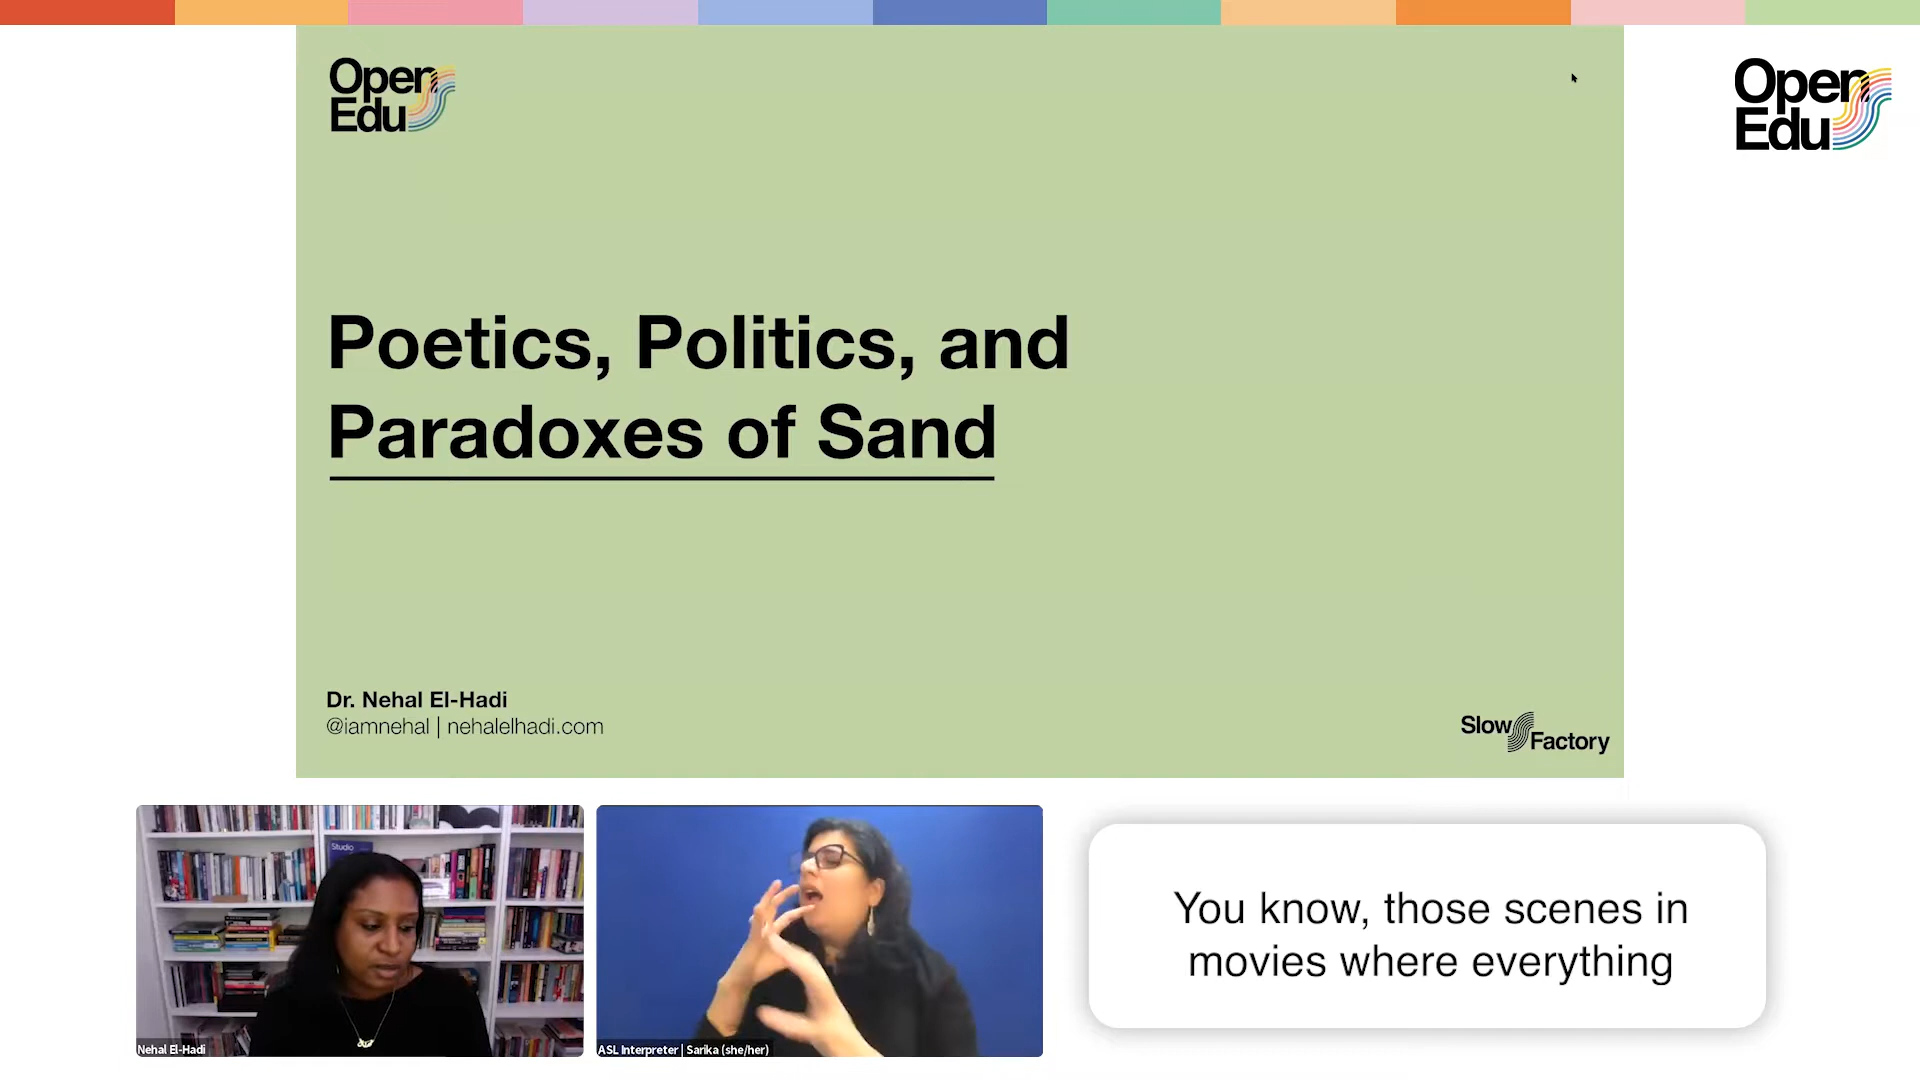 Open
Edu
Open
Edu
Poetics, Politics, and
Paradoxes of Sand
Dr. Nehal El-Hadi
@iamnehal | nehalelhadi.com
Slow
Factory
Studio
Nehal El-Hadi
ASL Interpreter | Sarika (she/her)
You know, those scenes in
movies where everything